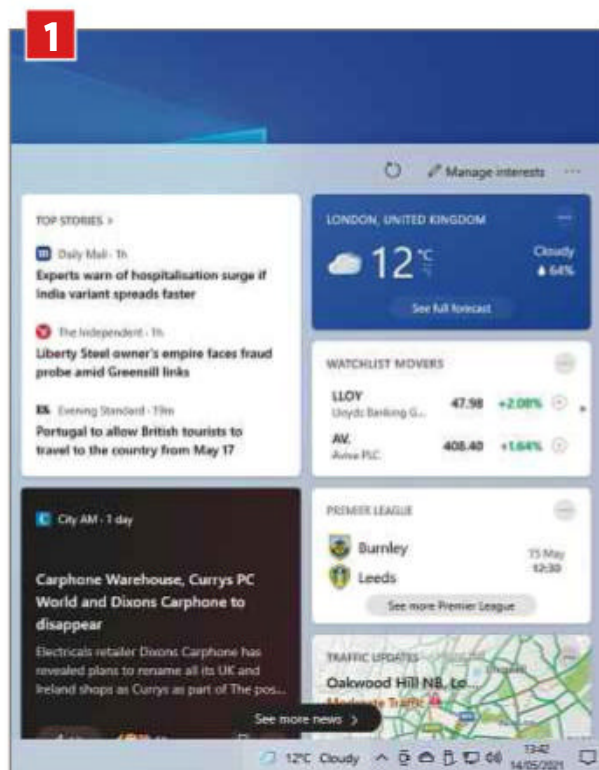 1
Manage interests ...
TOP STORIES >
Daily Mail · 1h
Experts warn of hospitalisation surge if
India variant spreads faster
The Independent · 1h
Liberty Steel owner's empire faces fraud
probe amid Greensill links
ES. Evening Standard · 19m
Portugal to allow British tourists to
travel to the country from May 17
City AM · 1 day
Carphone Warehouse, Currys PC
World and Dixons Carphone to
disappear
Electricals retailer Dixons Carphone has
revealed plans to rename all its UK and
Ireland shops as Currys as part of The pos...
LONDON, UNITED KINGDOM
12 °C
Cloudy
64%
See full forecast
WATCHLIST MOVERS
LLOY 47.98 +2.08%
Lloyds Banking G...
AV. 408.40 +1.64%
Aviva PLC
PREMIER LEAGUE
Burnley
Leeds
15 May
12:30
See more Premier League
TRAFFIC UPDATES
Oakwood Hill NB, Lo...
Moderate Traffic
See more news >
12°C Cloudy
13:42
14/05/2021